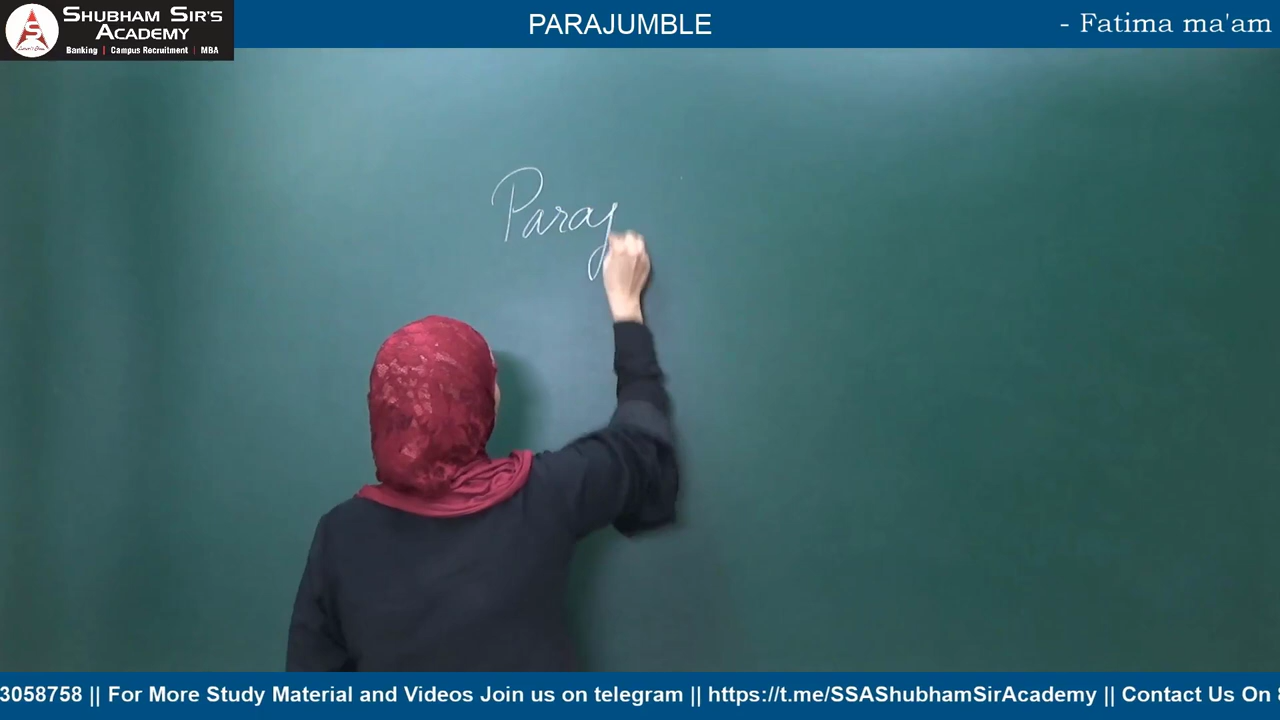 SHUBHAM SIR'S
ACADEMY
Banking | Campus Recruitment | MBA
PARAJUMBLE
- Fatima ma'am
Paraj
3058758 || For More Study Material and Videos Join us on telegram || https://t.me/SSAShubhamSirAcademy || Contact Us On